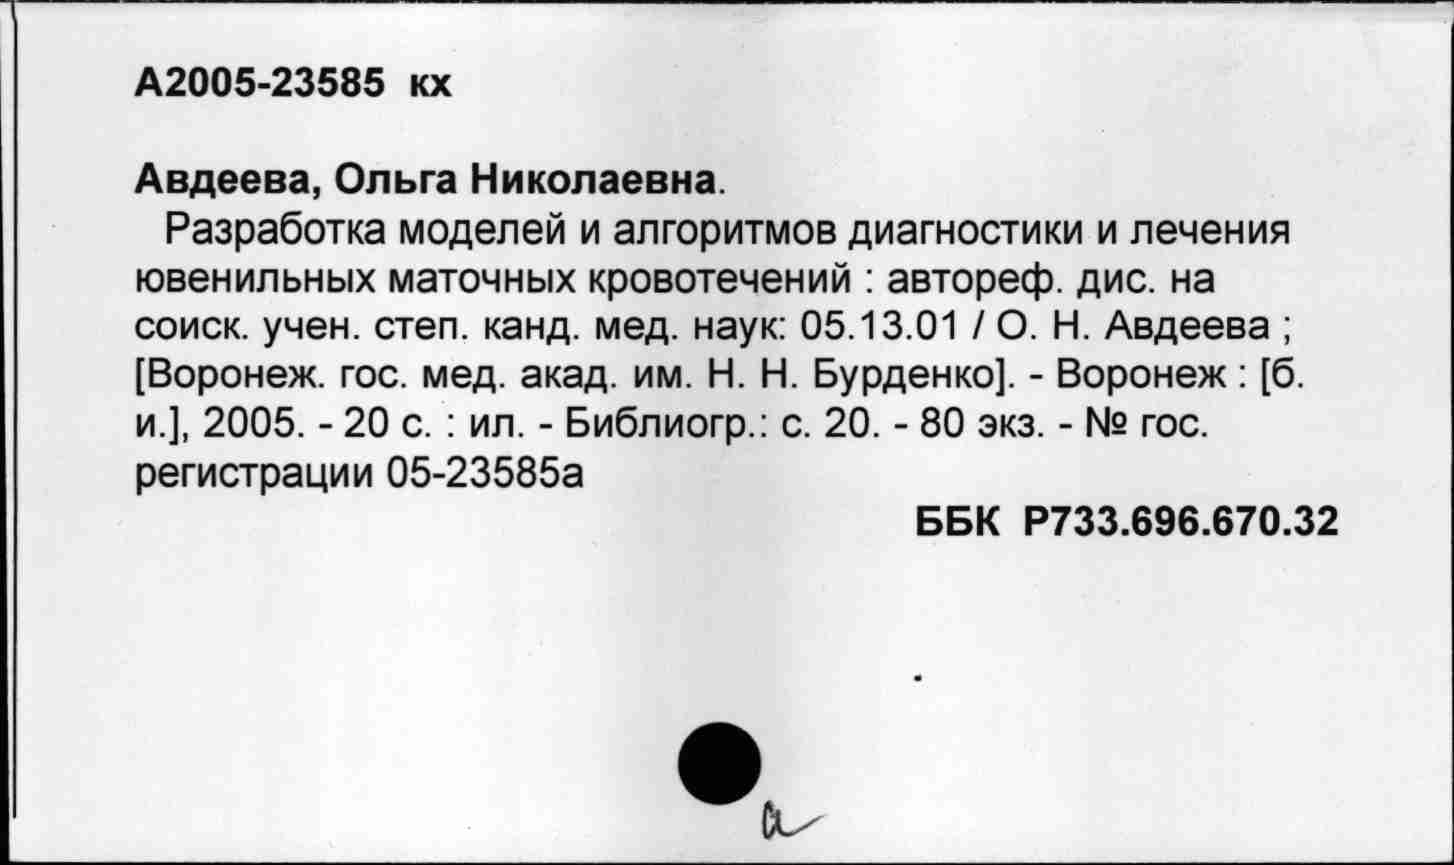 А2005-23585 кх
Авдеева, Ольга Николаевна.
Разработка моделей и алгоритмов диагностики и лечения
ювенильных маточных кровотечений : автореф. дис. на
соиск. учен. степ. канд. мед. наук: 05.13.01 / О. Н. Авдеева ;
[Воронеж. гос. мед. акад. им. Н. Н. Бурденко]. - Воронеж : [б.
и.], 2005. - 20 с. : ил. - Библиогр.: с. 20. - 80 экз. - № гос.
регистрации 05-23585а
ББК Р733.696.670.32
а